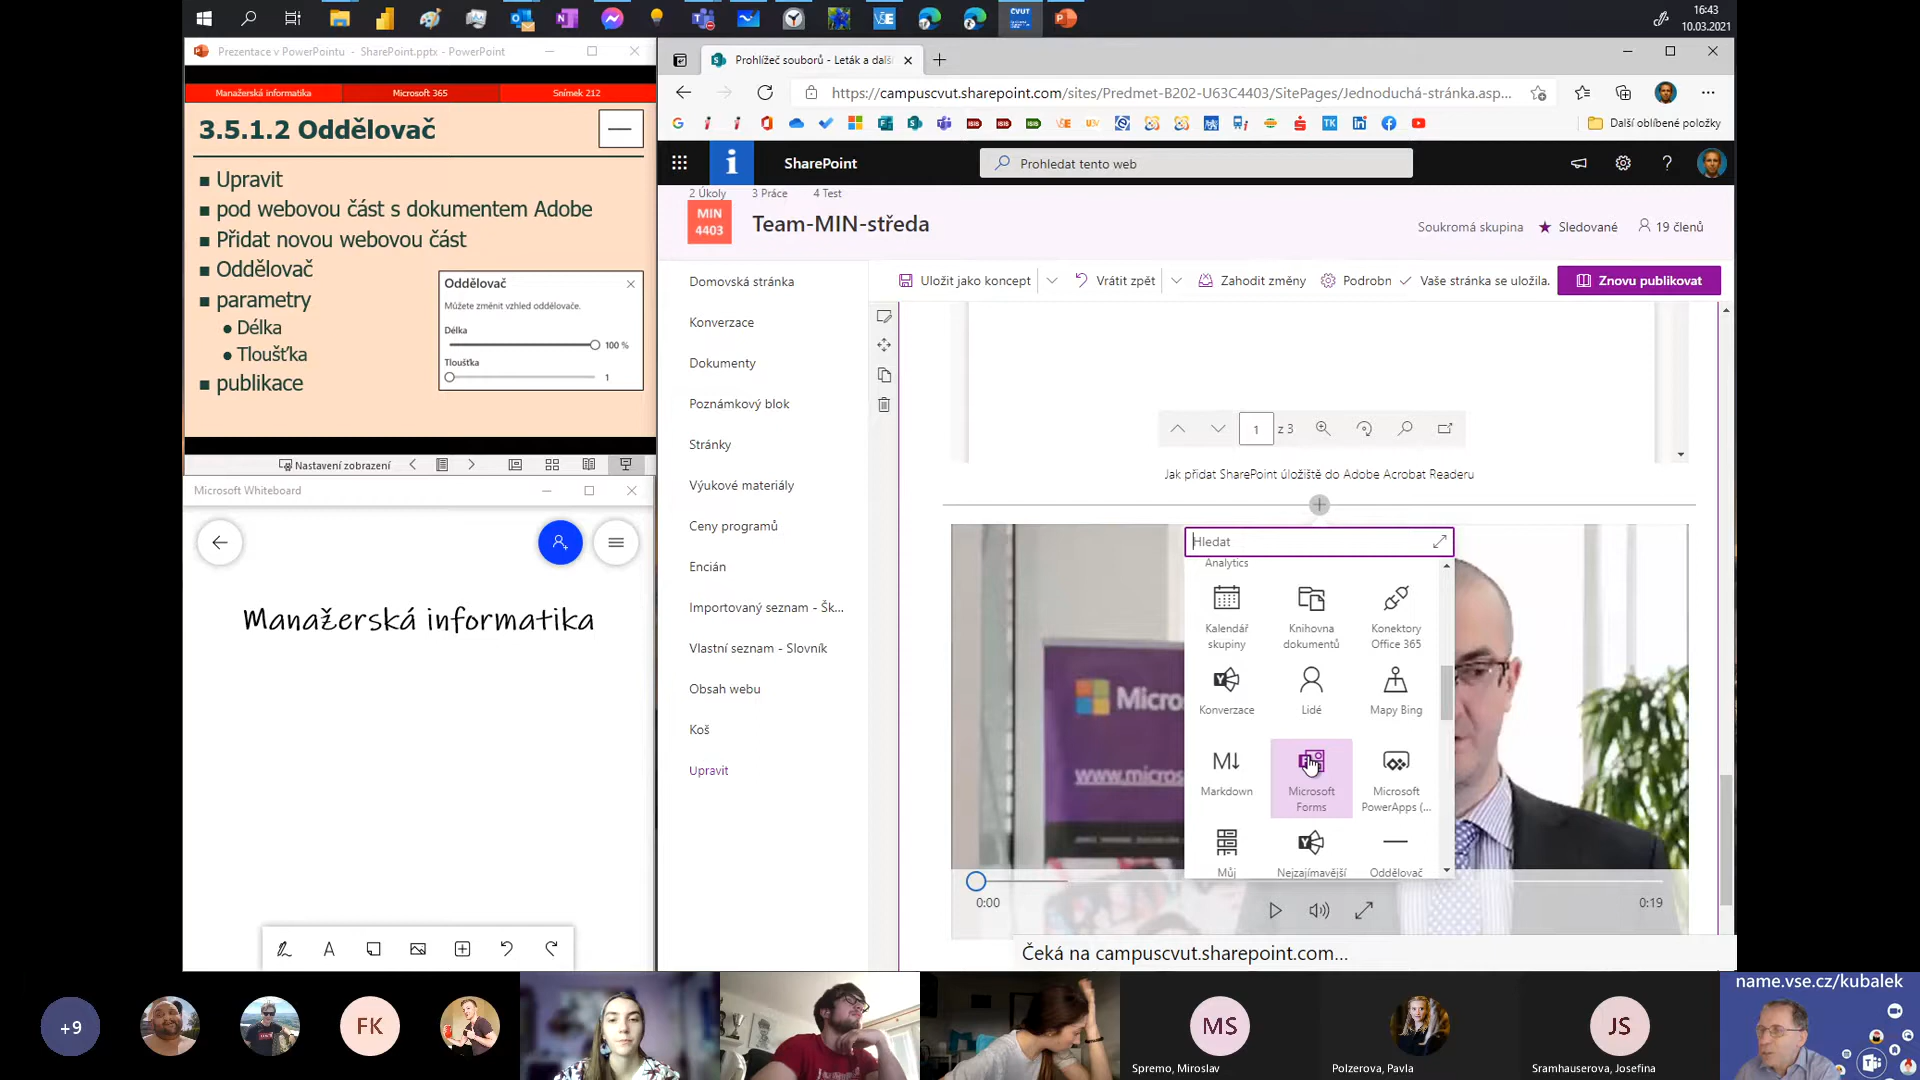 16:43
10.03.2021
Prezentace v PowerPointu - SharePoint.pptx - PowerPoint
Manažerská informatika
Microsoft 365
Snímek 212
3.5.1.2 Oddělovač
Upravit
pod webovou část s dokumentem Adobe
Přidat novou webovou část
Oddělovač
parametry
Délka
Tloušťka
publikace
Oddělovač
Můžete změnit vzhled oddělovače.
Délka
100 %
Tloušťka
1
Nastavení zobrazení
Microsoft Whiteboard
Manažerská informatika
Prohlížeč souborů - Leták a dalš
https://campuscvut.sharepoint.com/sites/Predmet-B202-U63C4403/SitePages/Jednoduchá-stránka.asp...
Další oblíbené položky
SharePoint
Prohledat tento web
2 Úkoly
3 Práce
4 Test
MIN
4403
Team-MIN-středa
Soukromá skupina
Sledované
19 členů
Domovská stránka
Konverzace
Dokumenty
Poznámkový blok
Stránky
Výukové materiály
Ceny programů
Encián
Importovaný seznam - Šk...
Vlastní seznam - Slovník
Obsah webu
Koš
Upravit
Uložit jako koncept
Vrátit zpět
Zahodit změny
Podrobn
Vaše stránka se uložila.
Znovu publikovat
1 z 3
Jak přidat SharePoint úložiště do Adobe Acrobat Readeru
Hledat
Analytics
Kalendář
skupiny
Knihovna
dokumentů
Konektory
Office 365
Konverzace
Lidé
Mapy Bing
Markdown
Microsoft
Forms
Microsoft
PowerApps (...
Můj
Nejzajímavější
Oddělovač
Micros
www.micros
0:00
0:19
Čeká na campuscvut.sharepoint.com...
+9
FK
MS
Spremo, Miroslav
Polzerova, Pavla
JS
Sramhauserova, Josefina
name.vse.cz/kubalek